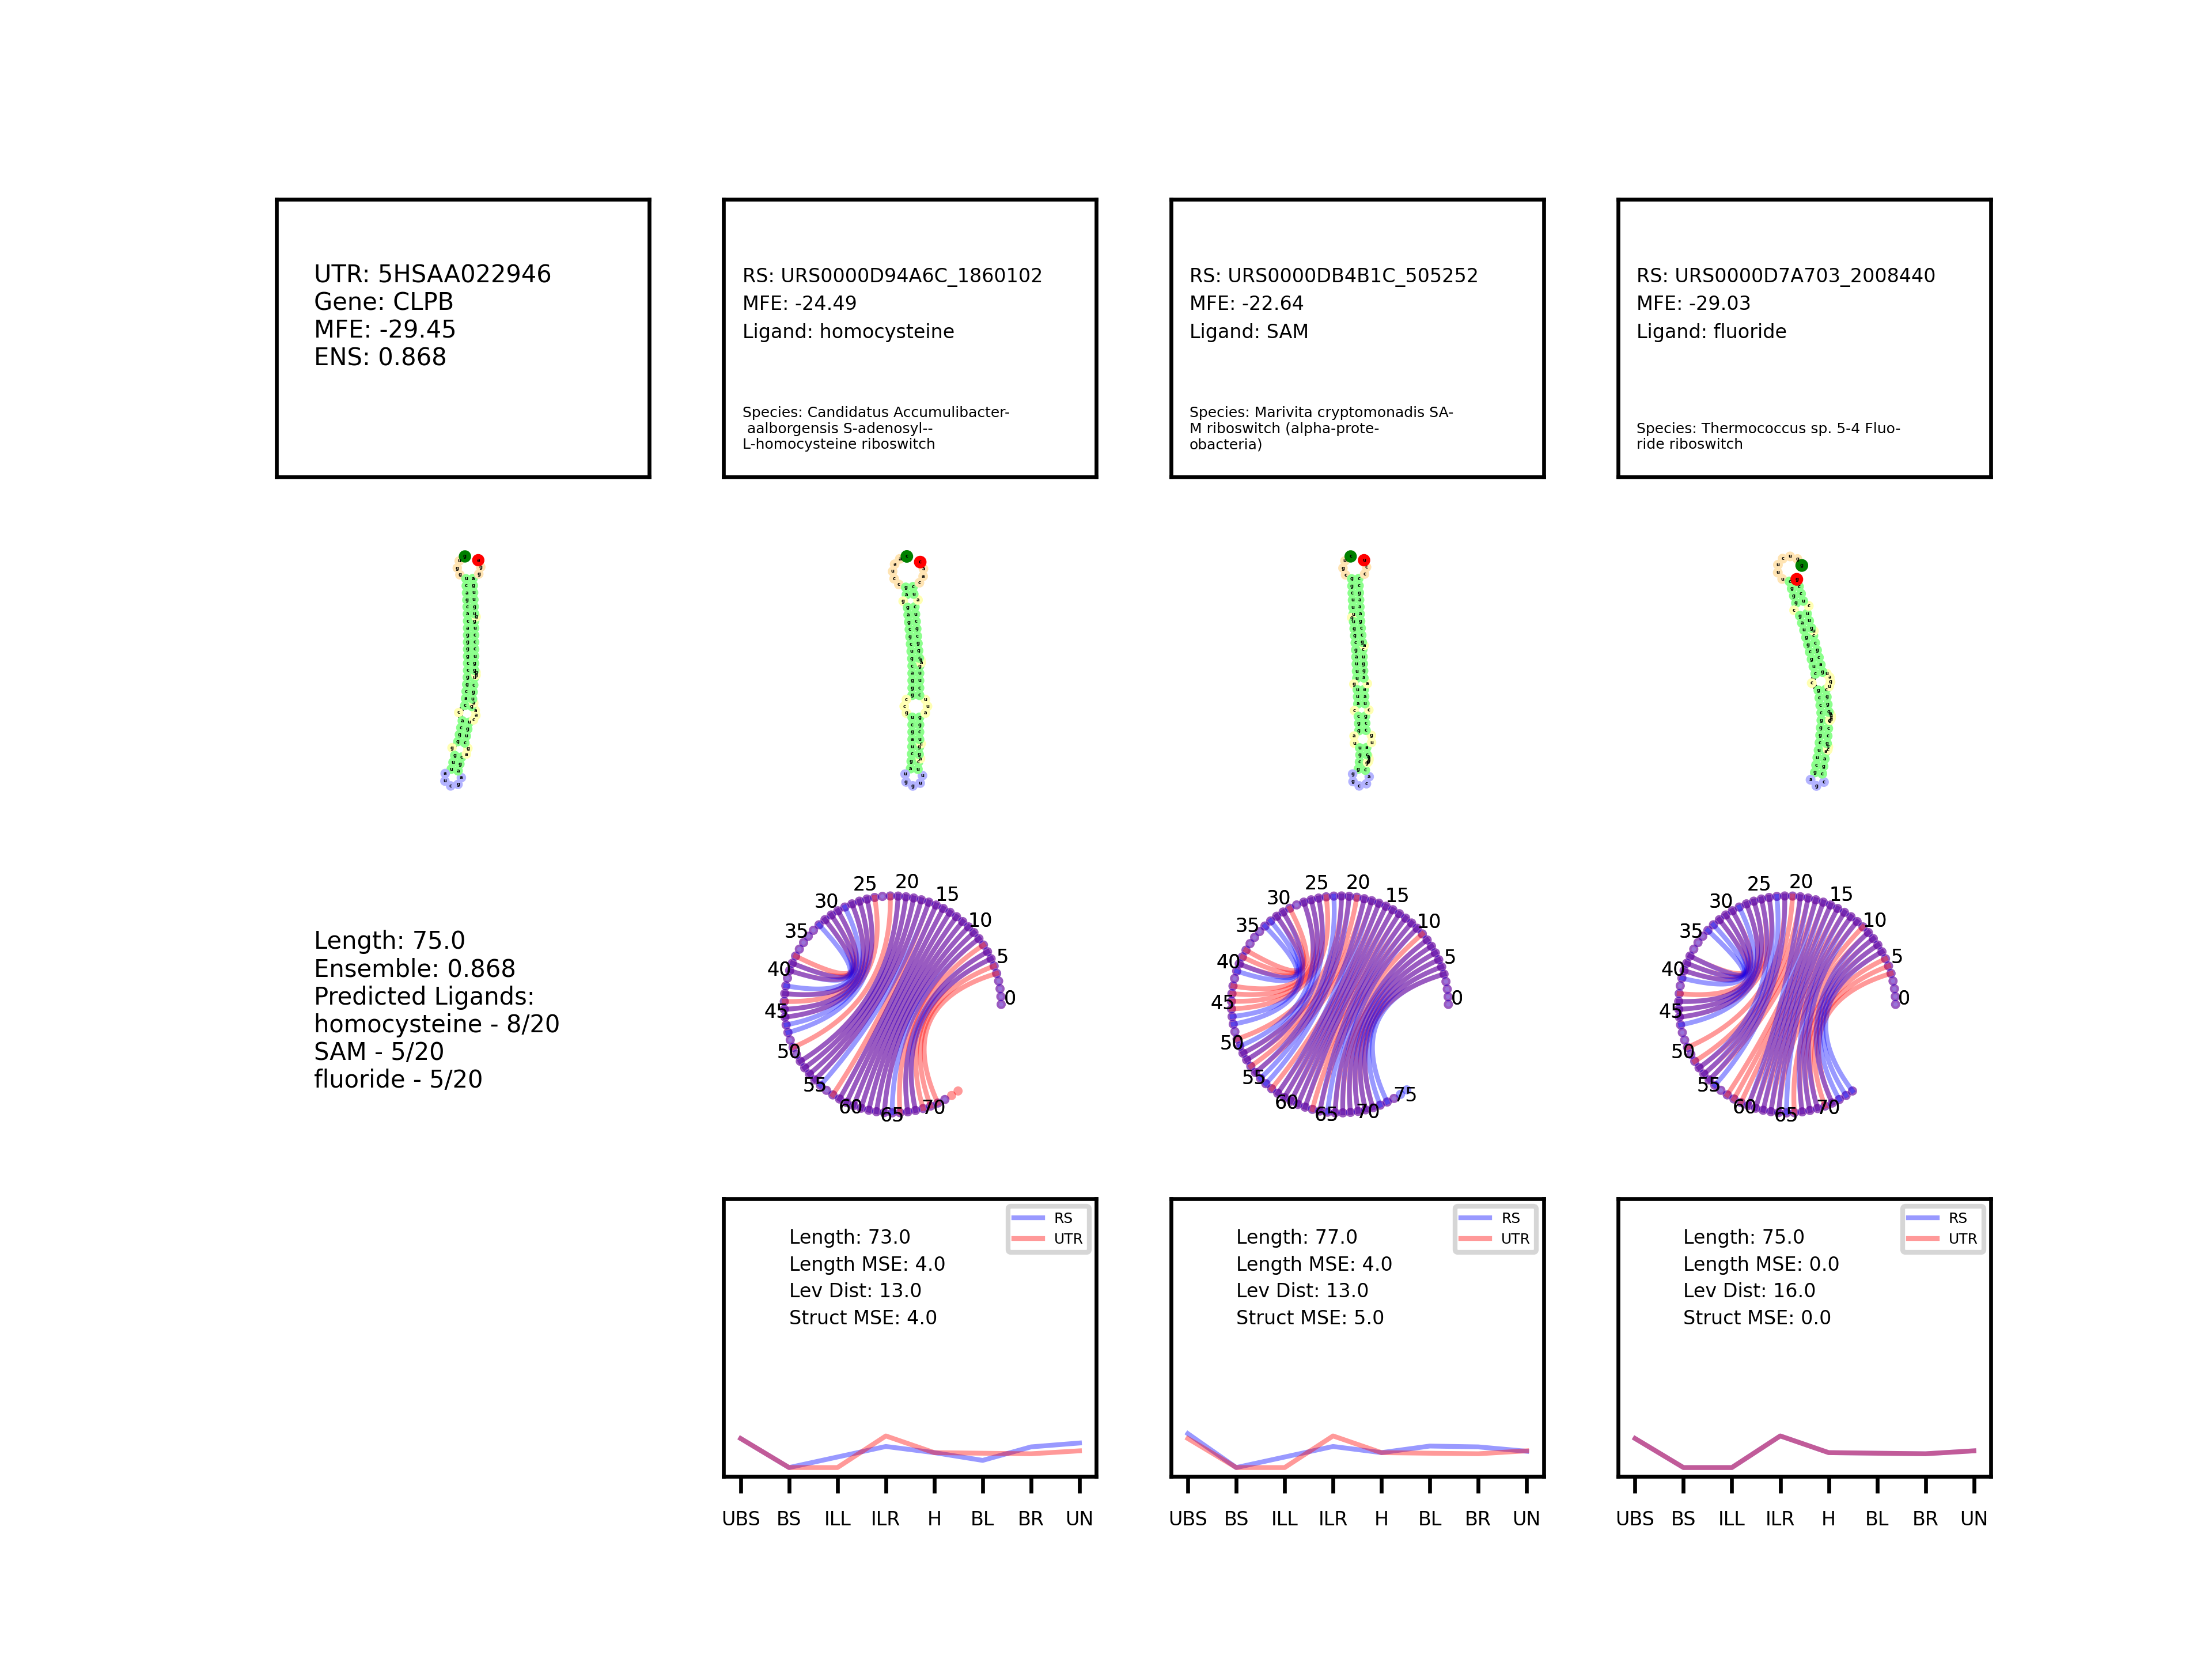 UTR: 5HSAA022946
Gene: CLPB
MFE: -29.45
ENS: 0.868
RS: URS0000D94A6C_1860102
MFE: -24.49
Ligand: homocysteine
Species: Candidatus Accumulibacter-
aalborgensis S-adenosyl--
L-homocysteine riboswitch
RS: URS0000DB4B1C_505252
MFE: -22.64
Ligand: SAM
Species: Marivita cryptomonadis SA-
M riboswitch (alpha-prote-
obacteria)
RS: URS0000D7A703_2008440
MFE: -29.03
Ligand: fluoride
Species: Thermococcus sp. 5-4 Fluo-
ride riboswitch
Length: 75.0
Ensemble: 0.868
Predicted Ligands:
homocysteine - 8/20
SAM - 5/20
fluoride - 5/20
0 5 10 15 20 25 30 35 40 45 50 55 60 65 70
0 5 10 15 20 25 30 35 40 45 50 55 60 65 70 75
0 5 10 15 20 25 30 35 40 45 50 55 60 65 70
RS
UTR
Length: 73.0
Length MSE: 4.0
Lev Dist: 13.0
Struct MSE: 4.0
UBS BS ILL ILR H BL BR UN
RS
UTR
Length: 77.0
Length MSE: 4.0
Lev Dist: 13.0
Struct MSE: 5.0
UBS BS ILL ILR H BL BR UN
RS
UTR
Length: 75.0
Length MSE: 0.0
Lev Dist: 16.0
Struct MSE: 0.0
UBS BS ILL ILR H BL BR UN